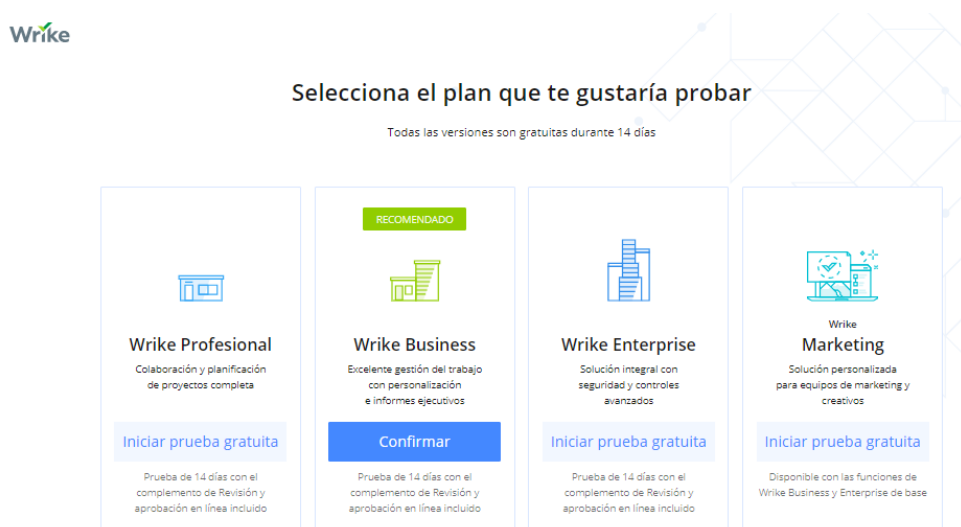 Wrike
Selecciona el plan que te gustaría probar
Todas las versiones son gratuitas durante 14 días
Wrike Profesional
Colaboración y planificación
de proyectos completa
Iniciar prueba gratuita
Prueba de 14 días con el
complemento de Revisión y
aprobación en línea incluido
RECOMENDADO
Wrike Business
Excelente gestión del trabajo
con personalización
e informes ejecutivos
Confirmar
Prueba de 14 días con el
complemento de Revisión y
aprobación en línea incluido
Wrike Enterprise
Solución integral con
seguridad y controles
avanzados
Iniciar prueba gratuita
Prueba de 14 días con el
complemento de Revisión y
aprobación en línea incluido
Wrike
Marketing
Solución personalizada
para equipos de marketing y
creativos
Iniciar prueba gratuita
Disponible con las funciones de
Wrike Business y Enterprise de base